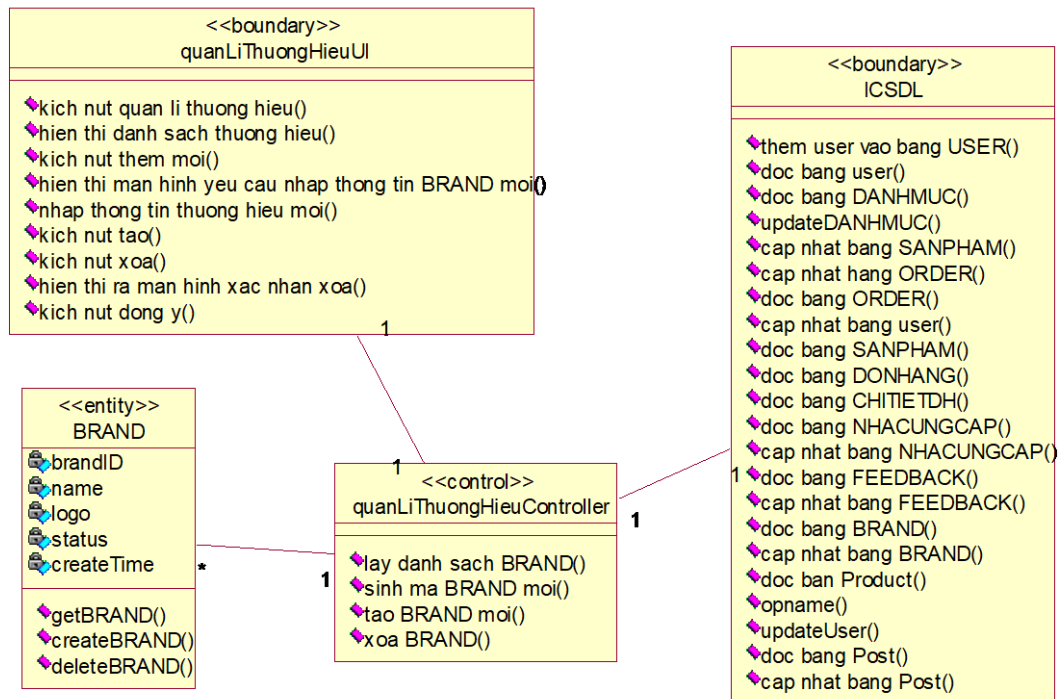 <<boundary>>
quanLiThuongHieuUI
kich nut quan li thuong hieu()
hien thi danh sach thuong hieu()
kich nut them moi()
hien thi man hinh yeu cau nhap thong tin BRAND moi()
nhap thong tin thuong hieu moi()
kich nut tao()
kich nut xoa()
hien thi ra man hinh xac nhan xoa()
kich nut dong y()
1
<<boundary>>
ICSDL
them user vao bang USER()
doc bang user()
doc bang DANHMUC()
updateDANHMUC()
cap nhat bang SANPHAM()
cap nhat hang ORDER()
doc bang ORDER()
cap nhat bang user()
doc bang SANPHAM()
doc bang DONHANG()
doc bang CHITIETDH()
doc bang NHACUNGCAP()
cap nhat bang NHACUNGCAP()
doc bang FEEDBACK()
cap nhat bang FEEDBACK()
doc bang BRAND()
cap nhat bang BRAND()
doc ban Product()
opname()
updateUser()
doc bang Post()
cap nhat bang Post()
1
<<entity>>
BRAND
brandID
name
logo
status
createTime
getBRAND()
createBRAND()
deleteBRAND()
*
1
1
<<control>>
quanLiThuongHieuController
lay danh sach BRAND()
sinh ma BRAND moi()
tao BRAND moi()
xoa BRAND()
1